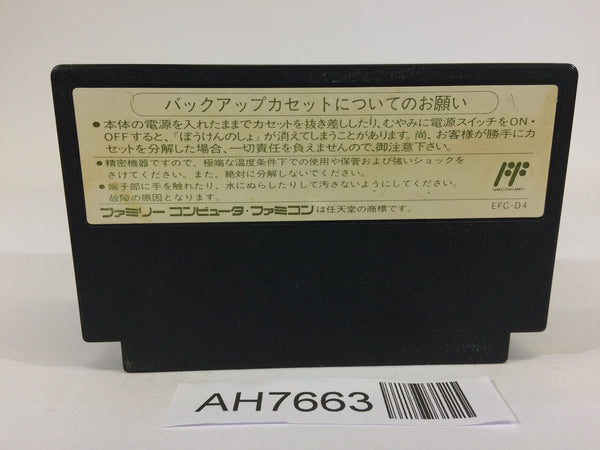 バックアップカセットについてのお願い
●本体の電源を入れたままでカセットを抜き差ししたり、むやみに電源スイッチをON・
OFFすると、『ぼうけんのしょ』が消えてしまうことがあります。尚、お客様が勝手にカ
セットを分解した場合、一切責任を負えませんので、御注意下さい。
●精密機器ですので、極端な温度条件下での使用や保管および強いショックを
さけてください。また、絶対に分解しないでください。
●端子部に手を触れたり、水にぬらしたりして汚さないようにしてください。
故障の原因となります。
ファミリーコンピュータ・ファミコンは任天堂の商標です。
EFC-D4
AH7663